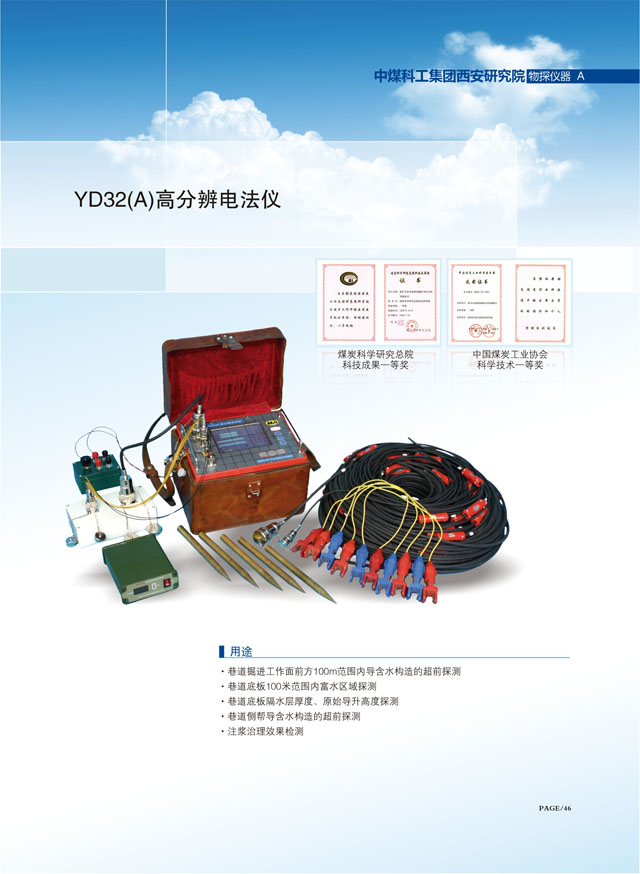 中煤科工集团西安研究院 物探仪器 A
YD32(A)高分辨电法仪
证书
煤炭科学研究总院
科技成果一等奖
中国煤炭工业协会
科学技术一等奖
用途
·巷道掘进工作面前方100m范围内导含水构造的超前探测
·巷道底板100米范围内富水区域探测
·巷道底板隔水层厚度、原始导升高度探测
·巷道侧帮导含水构造的超前探测
·注浆治理效果检测
PAGE/46